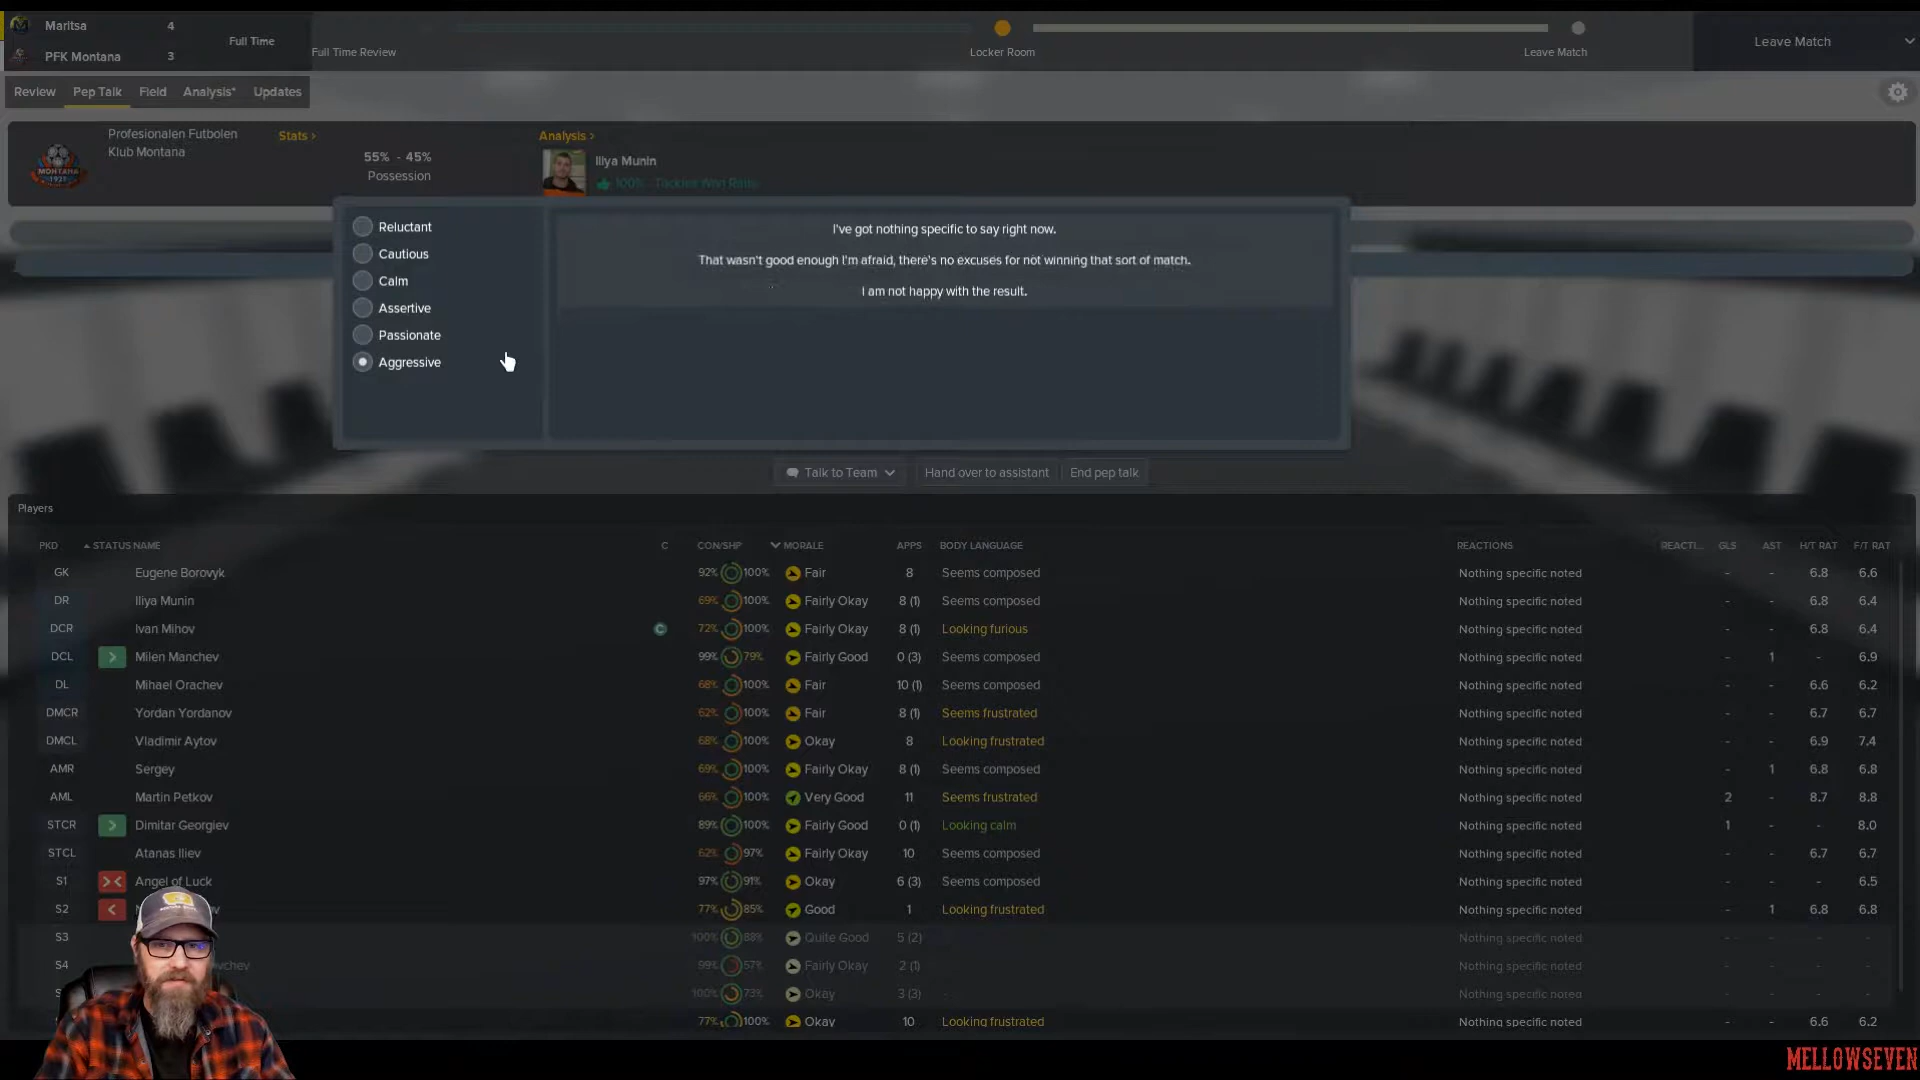 Maritsa 4
PFK Montana 3
Full Time
Full Time Review
Locker Room
Leave Match
Leave Match
Review Pep Talk Field Analysis* Updates
Profesionalen Futbolen
Klub Montana
MONTANA
1921
Stats >
55% - 45%
Possession
Analysis >
Iliya Munin
100% - Tackles Won Ratio
Reluctant
Cautious
Calm
Assertive
Passionate
Aggressive
I've got nothing specific to say right now.
That wasn't good enough I'm afraid, there's no excuses for not winning that sort of match.
I am not happy with the result.
Talk to Team Hand over to assistant End pep talk
Players
PKD STATUS NAME C CON/SHP MORALE APPS BODY LANGUAGE REACTIONS REACTI... GLS AST H/T RAT F/T RAT
GK Eugene Borovyk 92% 100% Fair 8 Seems composed Nothing specific noted - - 6.8 6.6
DR Iliya Munin 69% 100% Fairly Okay 8 (1) Seems composed Nothing specific noted - - 6.8 6.4
DCR Ivan Mihov C 72% 100% Fairly Okay 8 (1) Looking furious Nothing specific noted - - 6.8 6.4
DCL Milen Manchev 99% 79% Fairly Good 0 (3) Seems composed Nothing specific noted - 1 - 6.9
DL Mihael Orachev 68% 100% Fair 10 (1) Seems composed Nothing specific noted - - 6.6 6.2
DMCR Yordan Yordanov 62% 100% Fair 8 (1) Seems frustrated Nothing specific noted - - 6.7 6.7
DMCL Vladimir Aytov 68% 100% Okay 8 Looking frustrated Nothing specific noted - - 6.9 7.4
AMR Sergey 69% 100% Fairly Okay 8 (1) Seems composed Nothing specific noted - 1 6.8 6.8
AML Martin Petkov 66% 100% Very Good 11 Seems frustrated Nothing specific noted 2 - 8.7 8.8
STCR Dimitar Georgiev 89% 100% Fairly Good 0 (1) Looking calm Nothing specific noted 1 - - 8.0
STCL Atanas Iliev 62% 97% Fairly Okay 10 Seems composed Nothing specific noted - - 6.7 6.7
S1 Angel of Luck 97% 91% Okay 6 (3) Seems composed Nothing specific noted - - - 6.5
S2 77% 85% Good 1 Looking frustrated Nothing specific noted - 1 6.8 6.8
S3 100% 88% Quite Good 5 (2) Nothing specific noted - - - -
S4 99% 57% Fairly Okay 2 (1) Nothing specific noted - - - -
100% 73% Okay 3 (3) - Nothing specific noted - - - -
77% 100% Okay 10 Looking frustrated Nothing specific noted - - 6.6 6.2
MELLOWSEVEN